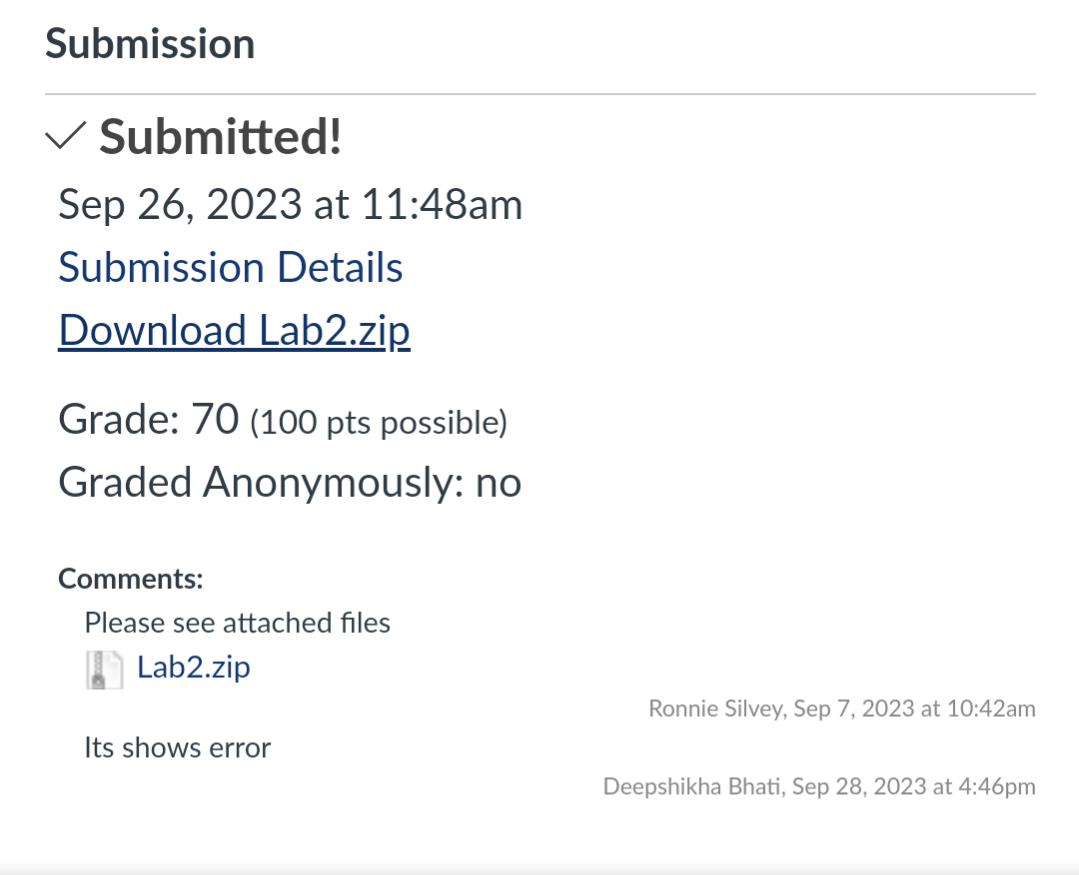 Submission
Submitted!
Sep 26, 2023 at 11:48am
Submission Details
Download Lab2.zip
Grade: 70 (100 pts possible)
Graded Anonymously: no
Comments:
Please see attached files
Lab2.zip
Ronnie Silvey, Sep 7, 2023 at 10:42am
Its shows error
Deepshikha Bhati, Sep 28, 2023 at 4:46pm